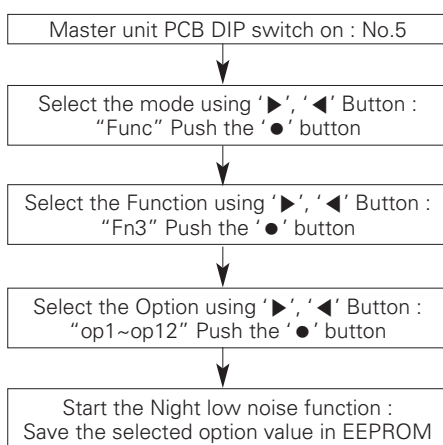 Master unit PCB DIP switch on : No.5
Select the mode using ‘▶’, ‘◀’ Button :
“Func” Push the ‘●’ button
Select the Function using ‘▶’, ‘◀’ Button :
“Fn3” Push the ‘●’ button
Select the Option using ‘▶’, ‘◀’ Button :
“op1~op12” Push the ‘●’ button
Start the Night low noise function :
Save the selected option value in EEPROM